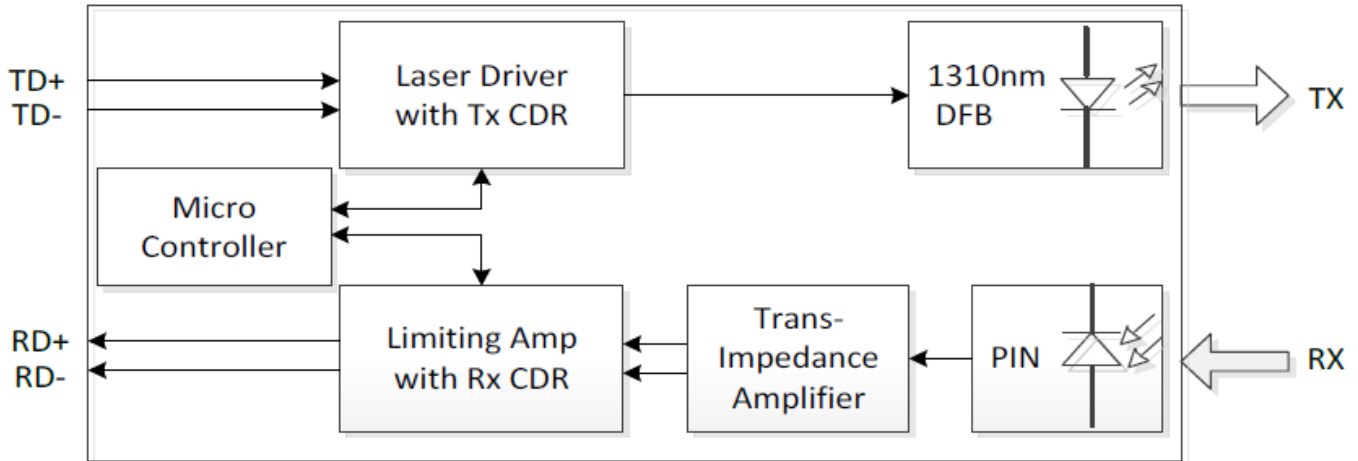 TD+
TD-
Laser Driver
with Tx CDR
1310nm
DFB
TX
Micro
Controller
RD+
RD-
Limiting Amp
with Rx CDR
Trans-
Impedance
Amplifier
PIN
RX